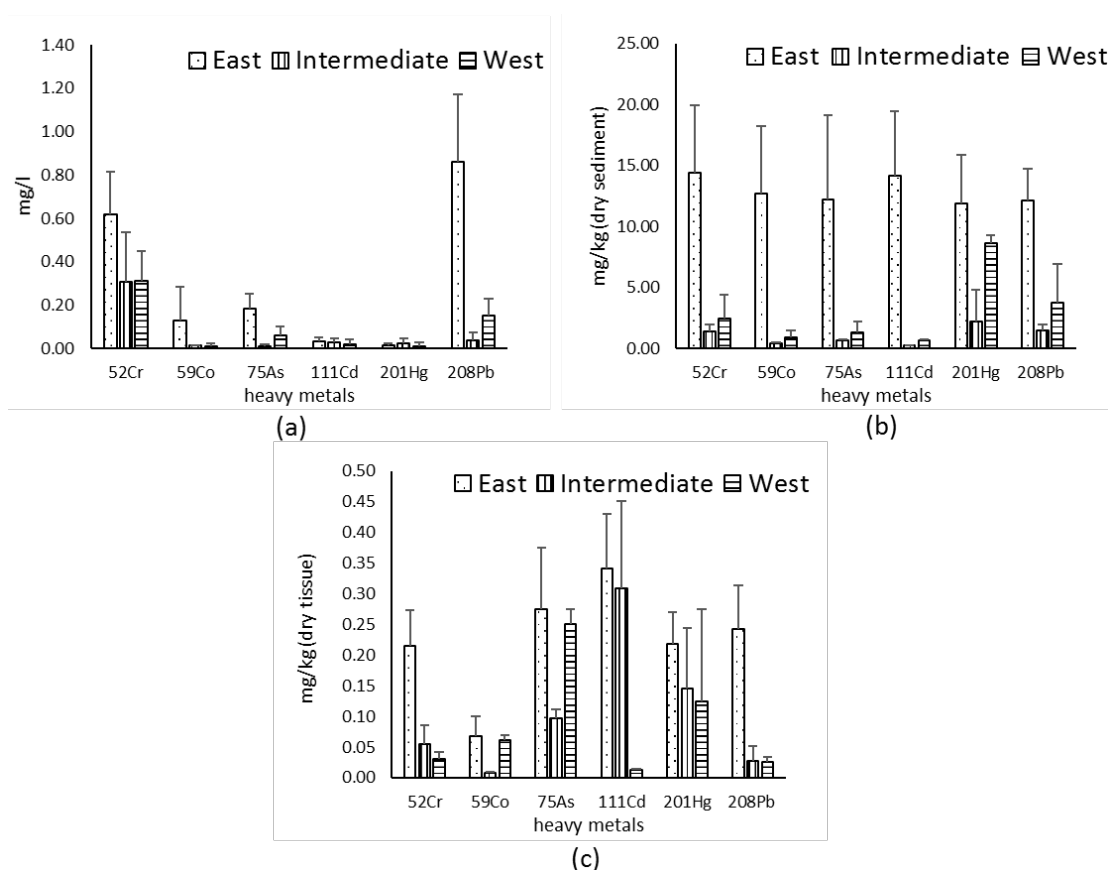 1.40
1.20
1.00
0.80
0.60
0.40
0.20
0.00
mg/l
East Intermediate West
52Cr 59Co 75As 111Cd 201Hg 208Pb
heavy metals
(a)
25.00
20.00
15.00
10.00
5.00
0.00
mg/kg(dry sediment)
East Intermediate West
52Cr 59Co 75As 111Cd 201Hg 208Pb
heavy metals
(b)
0.50
0.45
0.40
0.35
0.30
0.25
0.20
0.15
0.10
0.05
0.00
mg/kg(dry tissue)
East Intermediate West
52Cr 59Co 75As 111Cd 201Hg 208Pb
heavy metals
(c)